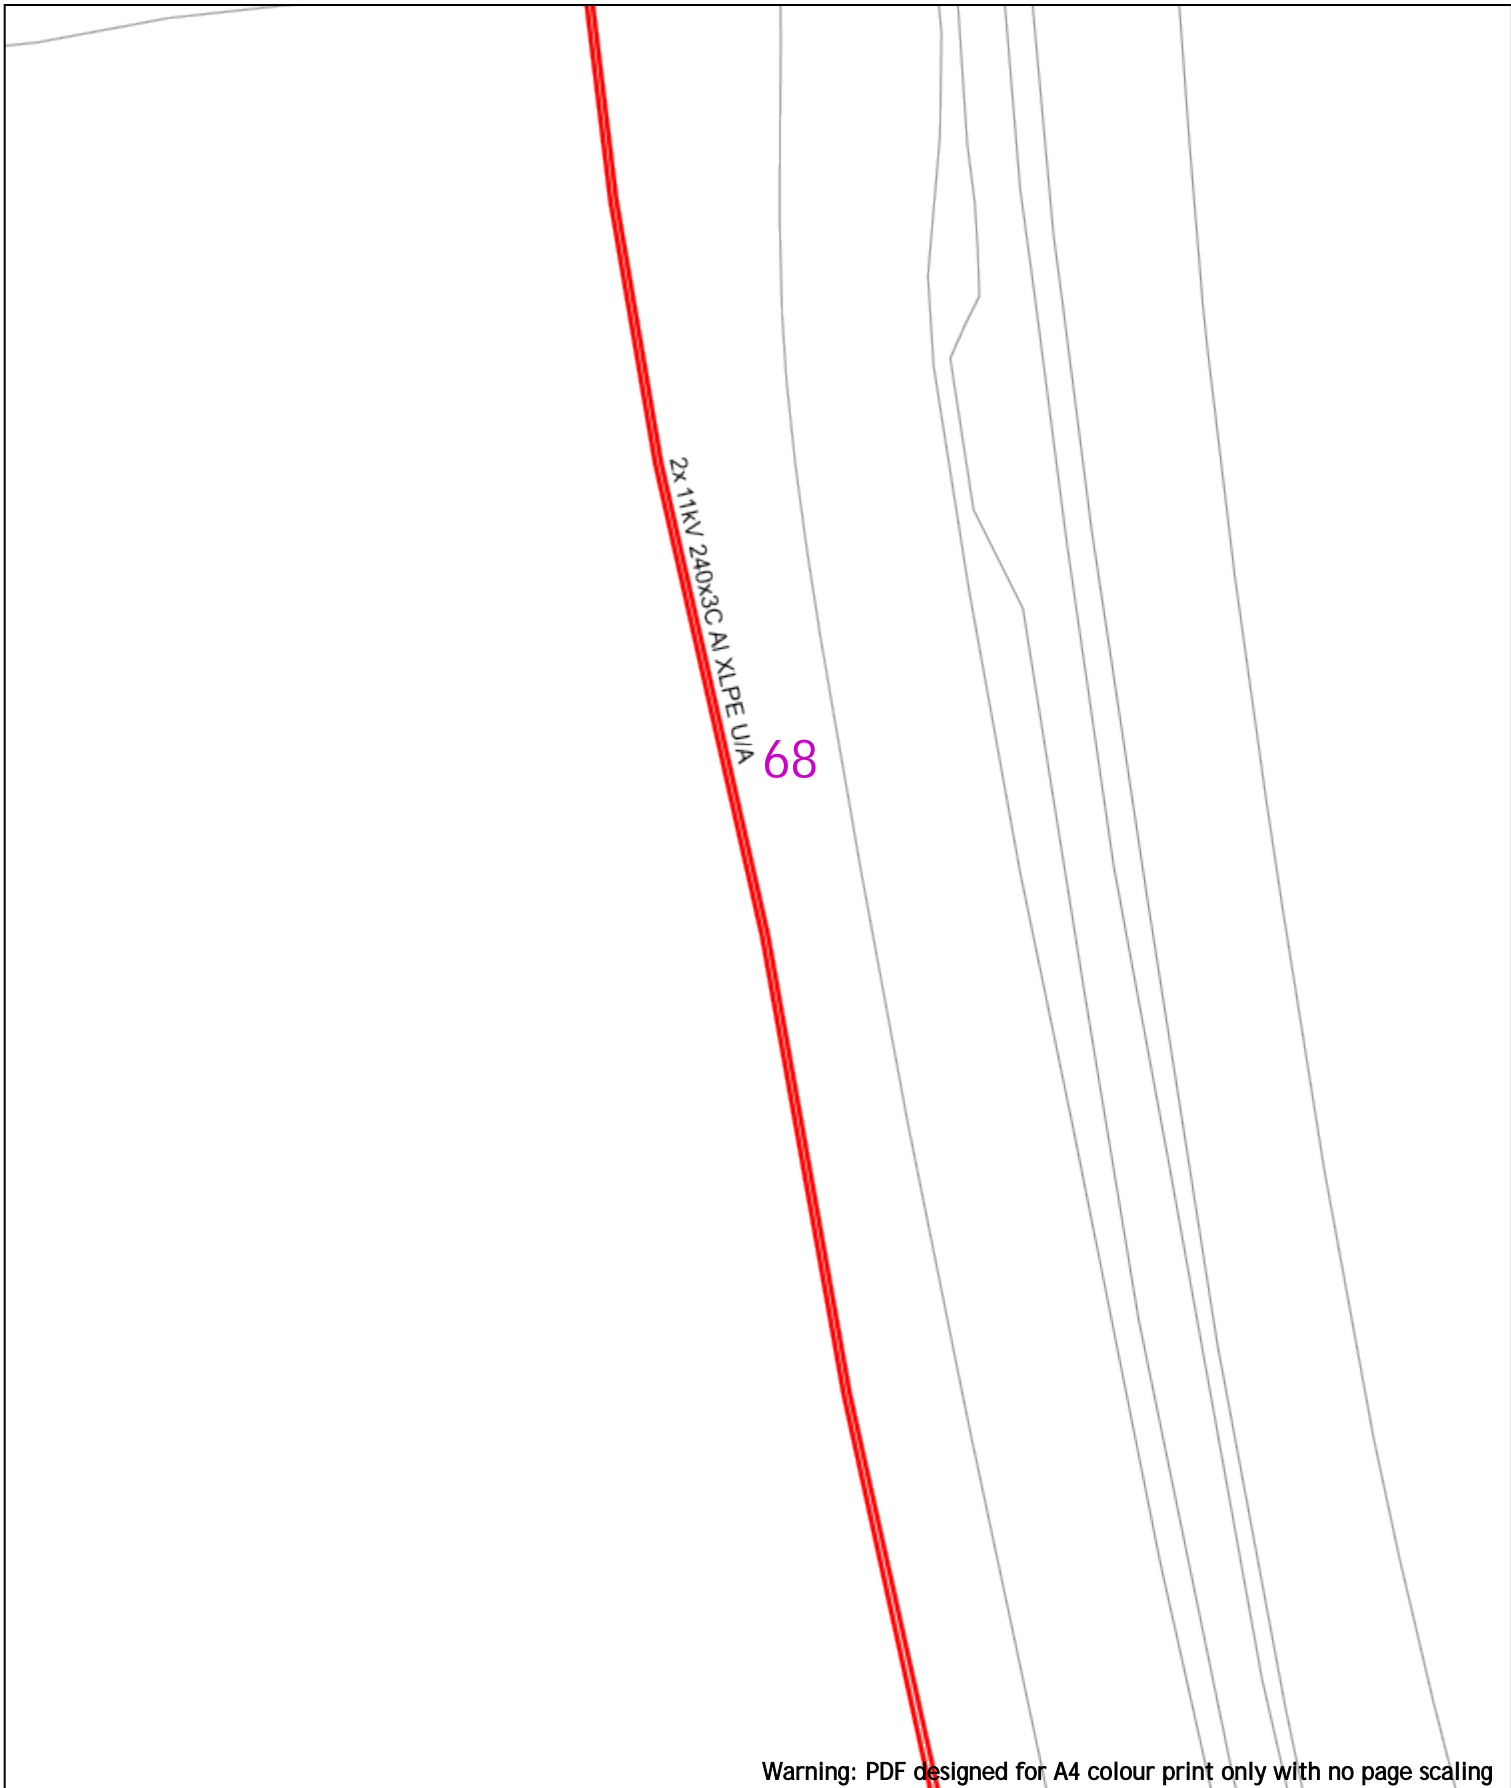 2x 11kV 240x3C Al XLPE U/A
68
Warning: PDF designed for A4 colour print only with no page scaling